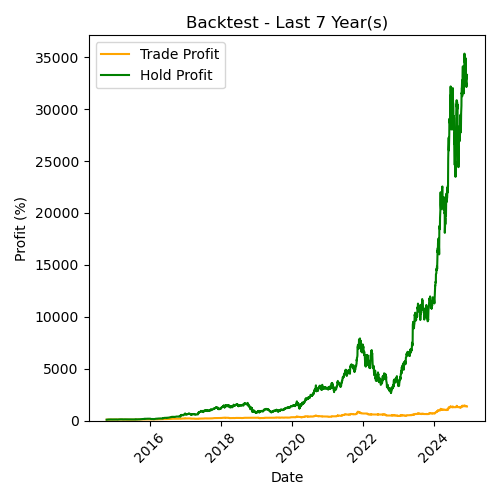 Backtest - Last 7 Year(s)
Trade Profit
Hold Profit
Profit (%)
35000
30000
25000
20000
15000
10000
5000
0
2016
2018
2020
2022
2024
Date